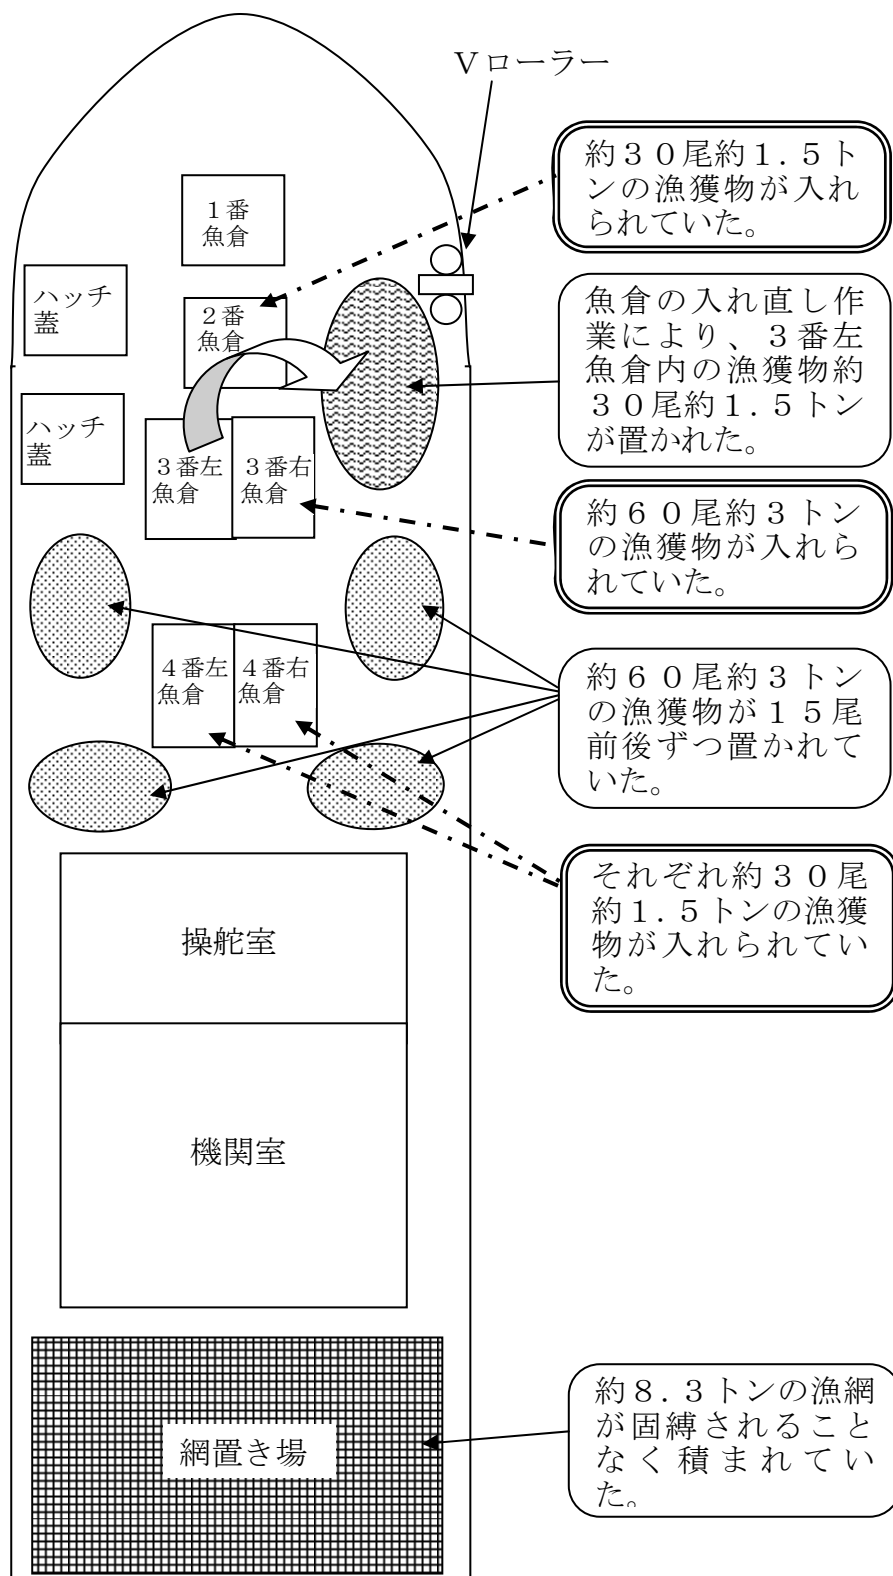 Vローラー
約30尾約1.5ト
ンの漁獲物が入れ
られていた。
1番
魚倉
ハッチ
蓋
2番
魚倉
魚倉の入れ直し作
業により、3番左
魚倉内の漁獲物約
30尾約1.5トン
が置かれた。
ハッチ
蓋
3番左
魚倉
3番右
魚倉
約60尾約3トン
の漁獲物が入れら
れていた。
4番左
魚倉
4番右
魚倉
約60尾約3トン
の漁獲物が15尾
前後ずつ置かれて
いた。
それぞれ約30尾
約1.5トンの漁獲
物が入れられてい
た。
操舵室
機関室
網置き場
約8.3トンの漁網
が固縛されること
なく積まれてい
た。